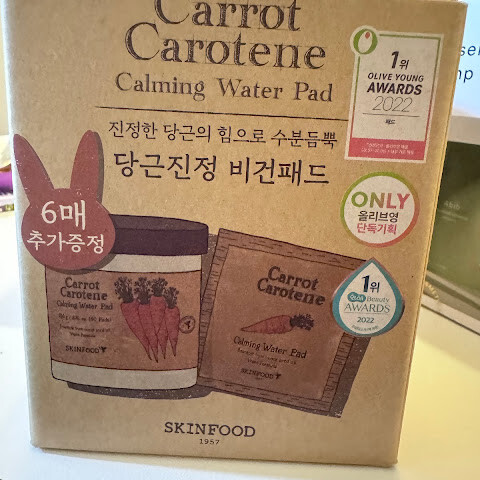 Carrot
Carotene
Calming Water Pad
진정한 당근의 힘으로 수분듬뿍
당근진정 비건패드
1위
OLIVE YOUNG
AWARDS
2022
패드
6매
추가증정
ONLY
올리브영
단독기획
1위
Beauty
AWARDS
2022
Carrot
Carotene
Calming Water Pad
SKINFOOD
Carrot
Carotene
Calming Water Pad
SKINFOOD
SKINFOOD
1957